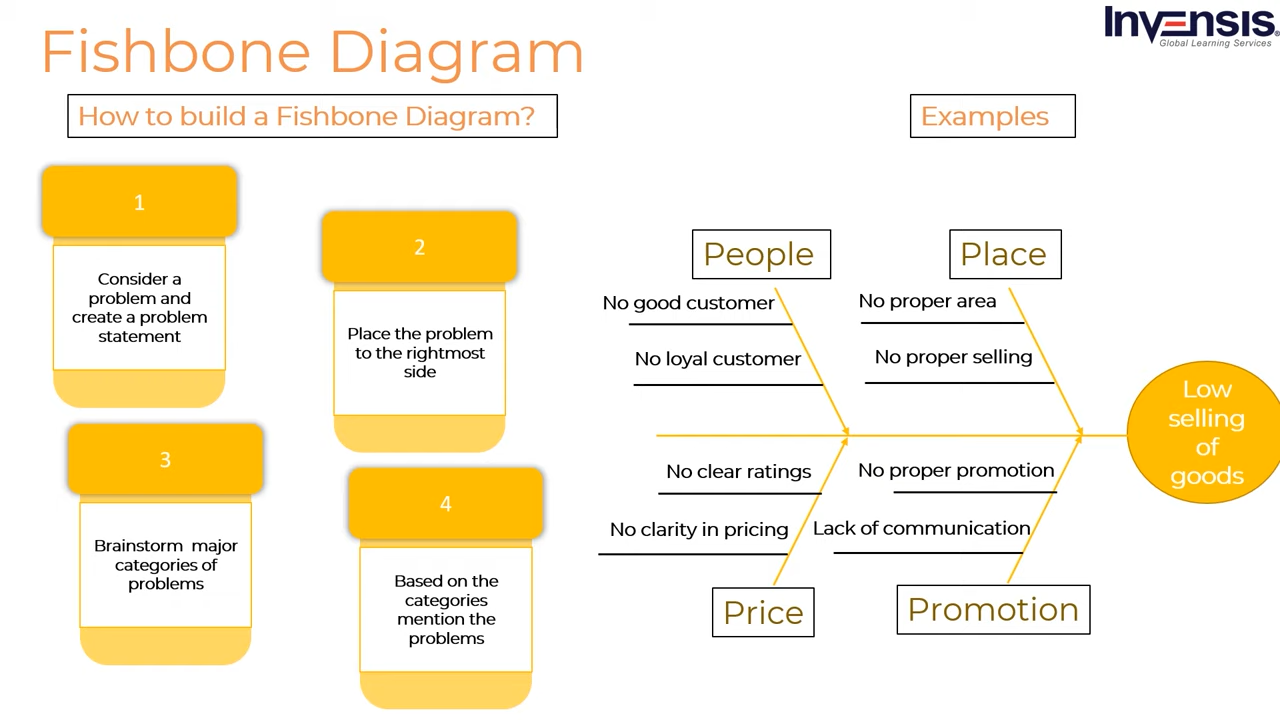 Fishbone Diagram
Invensis®
Global Learning Services
How to build a Fishbone Diagram?
Examples
1
Consider a
problem and
create a problem
statement
2
Place the problem
to the rightmost
side
3
Brainstorm major
categories of
problems
4
Based on the
categories
mention the
problems
People
Place
No good customer
No proper area
No loyal customer
No proper selling
Low
selling
of
goods
No clear ratings
No proper promotion
No clarity in pricing
Lack of communication
Price
Promotion